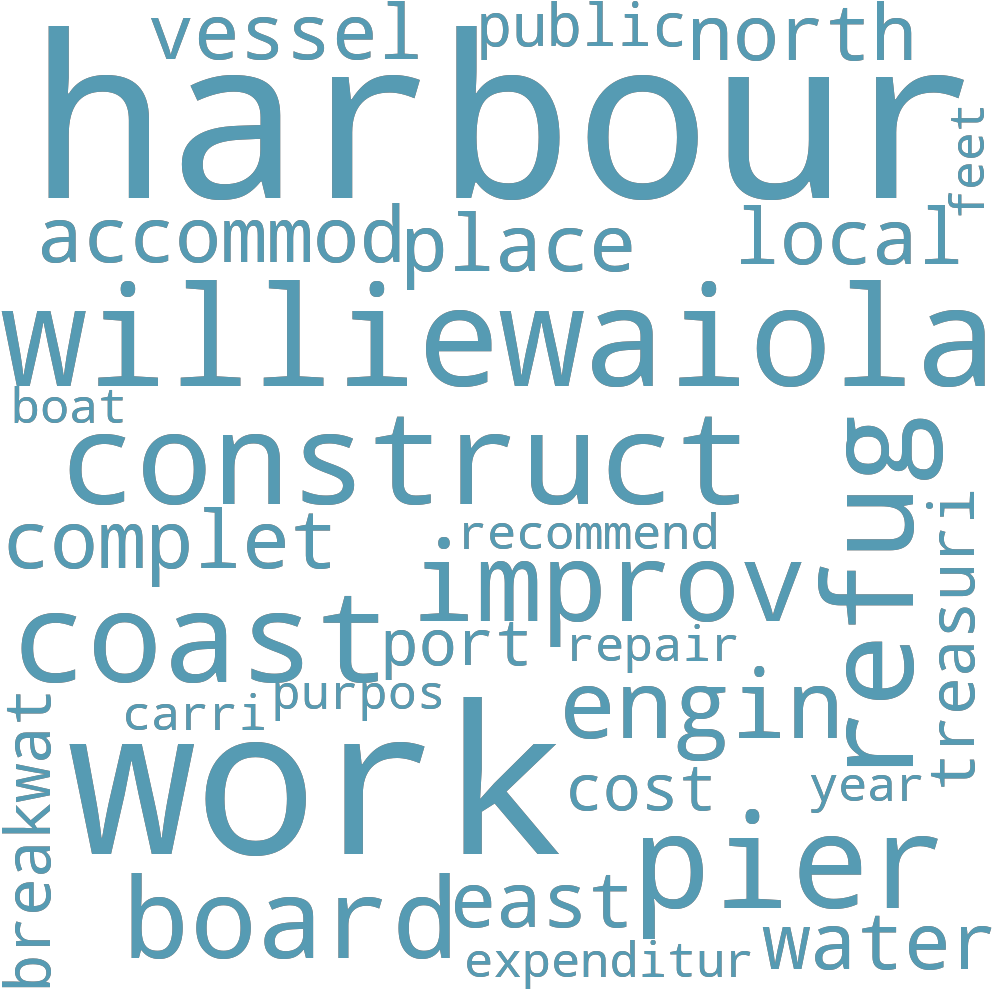 vessel
public
north
harbour
feet
accommod
place
local
williewaiola
boat
construct
refug
treasuri
complet
recommend
improv
coast
port
repair
purpos
carri
engin
breakwat
work
cost
year
pier
board
east
water
expenditur